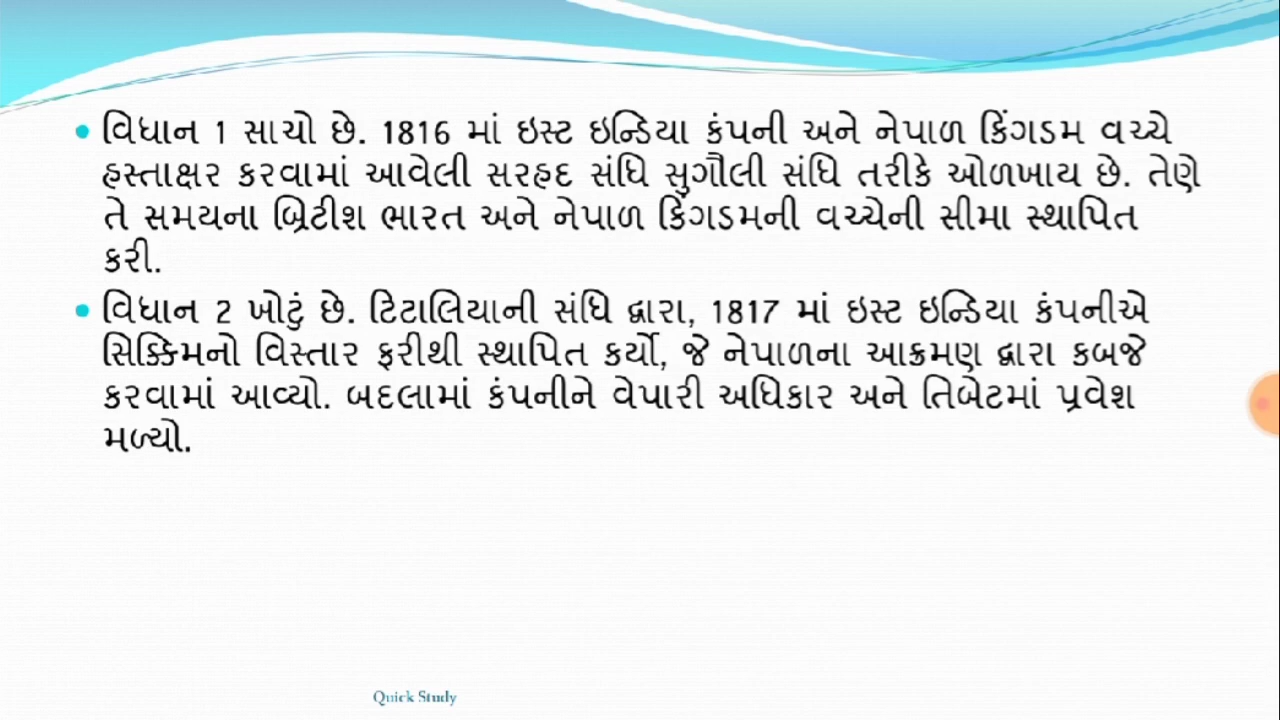 વિધાન 1 સાચો છે. 1816 માં ઇસ્ટ ઇન્ડિયા કંપની અને નેપાળ કિંગડમ વચ્ચે
હસ્તાક્ષર કરવામાં આવેલી સરહદ સંધિ સુગૌલી સંધિ તરીકે ઓળખાય છે. તેણે
તે સમયના બ્રિટીશ ભારત અને નેપાળ કિંગડમની વચ્ચેની સીમા સ્થાપિત
કરી.
વિધાન 2 ખોટું છે. ટિટાલિયાની સંધિ દ્વારા, 1817 માં ઇસ્ટ ઇન્ડિયા કંપનીએ
સિક્કિમનો વિસ્તાર ફરીથી સ્થાપિત કર્યો, જે નેપાળના આક્રમણ દ્વારા કબજે
કરવામાં આવ્યો. બદલામાં કંપનીને વેપારી અધિકાર અને તિબેટમાં પ્રવેશ
મળ્યો.
Quick Study